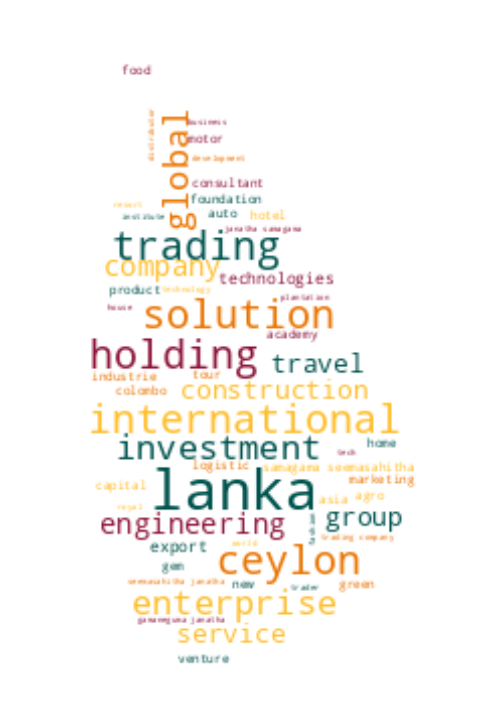 food
distributor
global
business
motor
development
consultant
foundation
resort
institute
auto
hotel
janatha samagama
trading
company
technologies
product
technology
plantation
house
solution
academy
holding
travel
industrie
tour
colombo
construction
international
investment
home
tech
logistic
samagama seemasahitha
capital
marketing
lanka
asia
agro
royal
engineering
group
trading company
export
world
ceylon
gem
seemasahitha janatha
new
trader
green
enterprise
gamaneguna janatha
service
venture